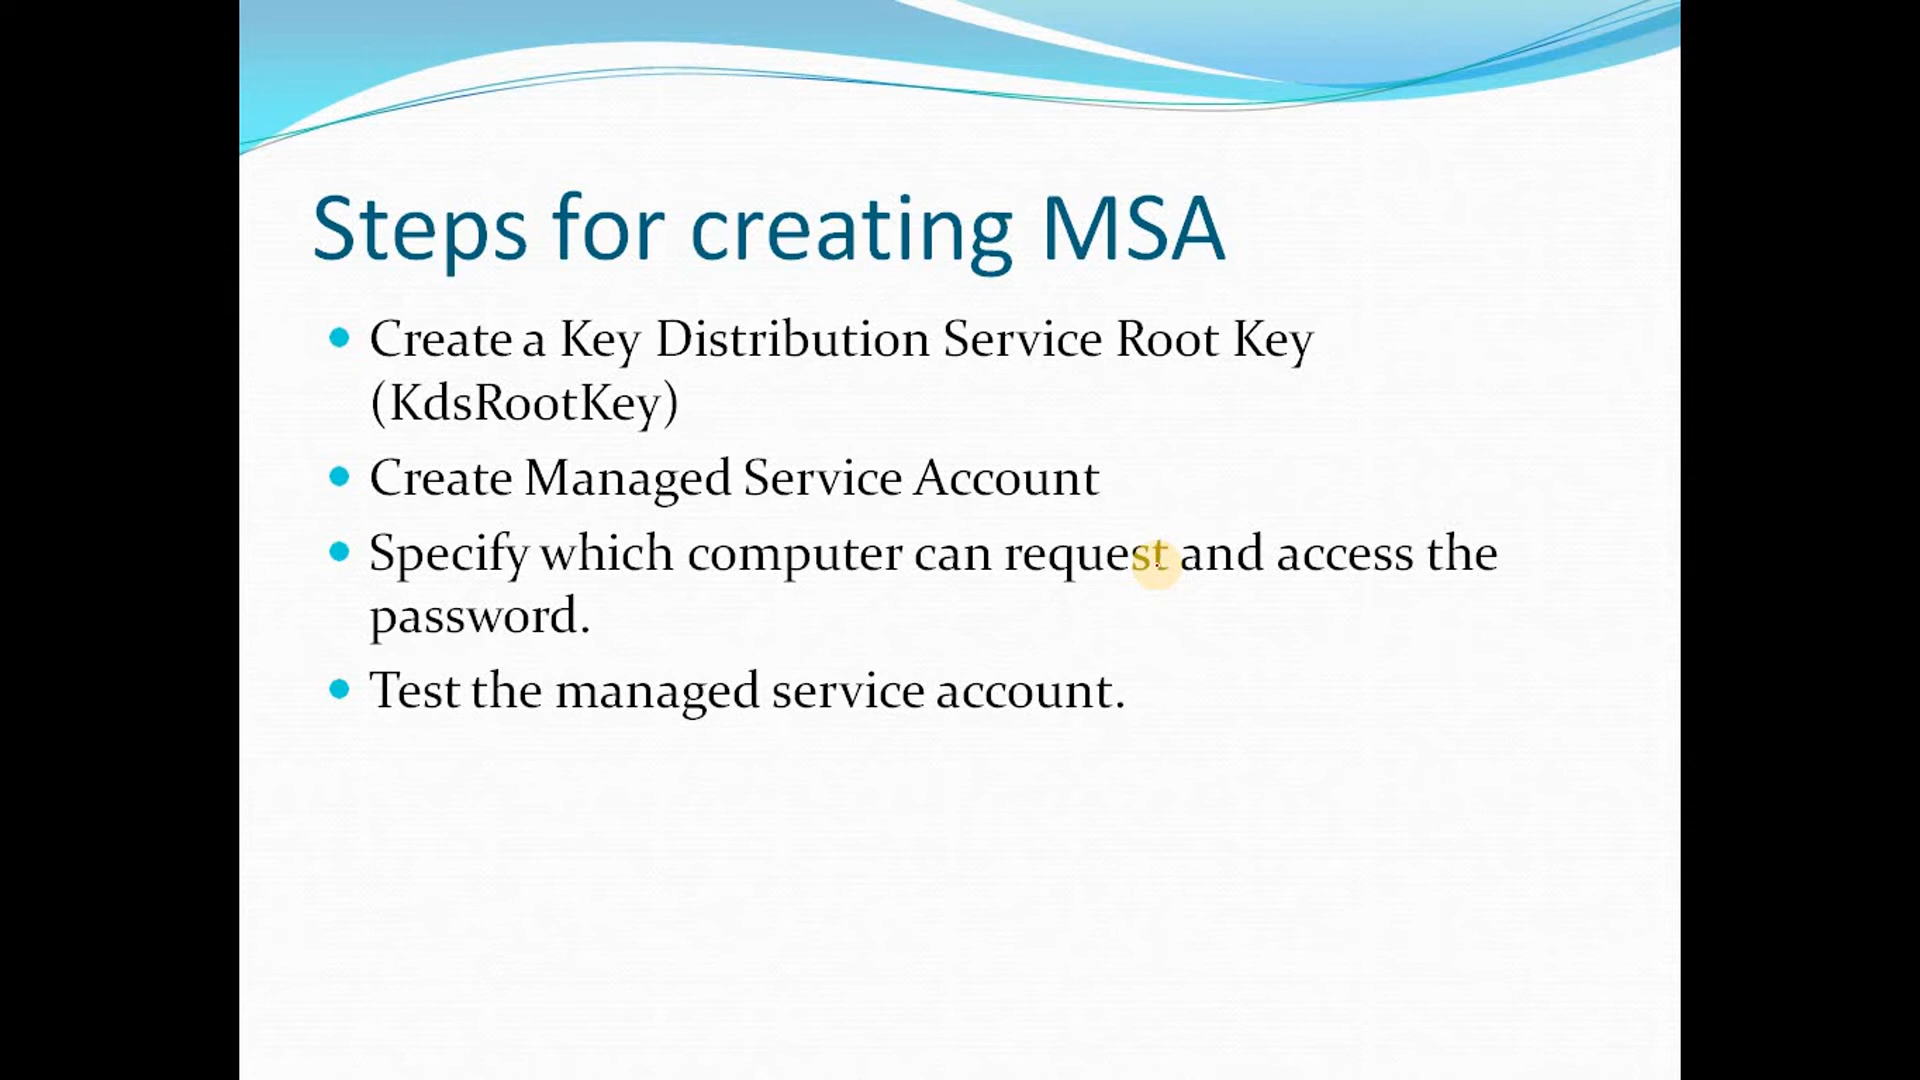 Steps for creating MSA
Create a Key Distribution Service Root Key
(KdsRootKey)
Create Managed Service Account
Specify which computer can request and access the
password.
Test the managed service account.